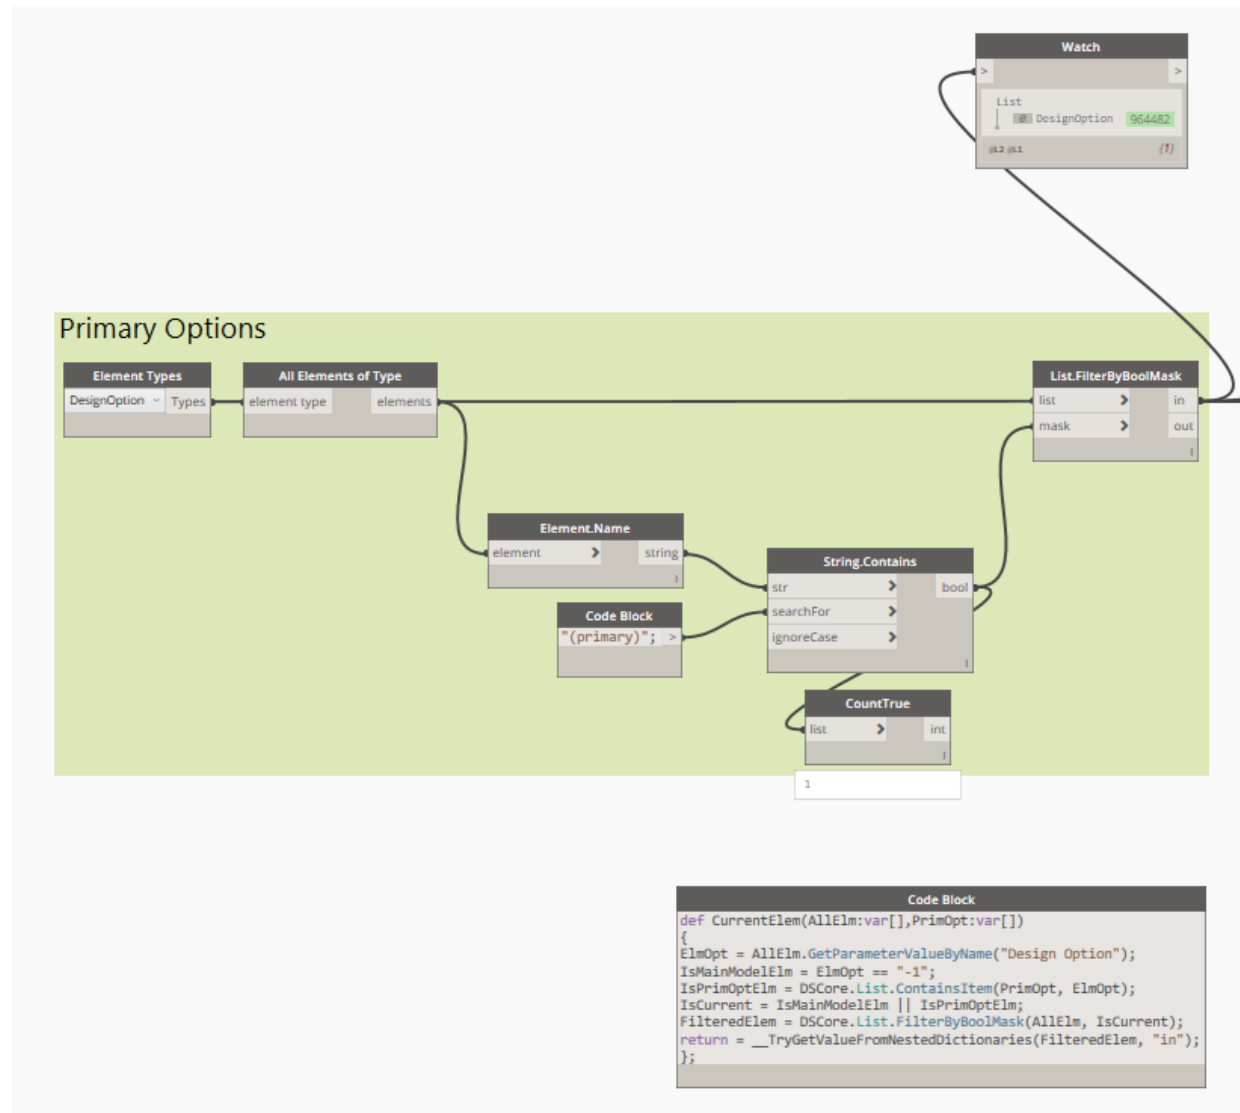 Watch
> >
List
0 DesignOption 964482
@L2 @L1 {1}
Primary Options
Element Types
DesignOption Types
All Elements of Type
element type elements
List.FilterByBoolMask
list > in
mask > out
l
Element.Name
element > string
l
Code Block
"(primary)"; >
String.Contains
str > bool
searchFor >
ignoreCase >
l
CountTrue
list > int
l
1
Code Block
def CurrentElem(AllElm:var[],PrimOpt:var[])
{
ElmOpt = AllElm.GetParameterValueByName("Design Option");
IsMainModelElm = ElmOpt == "-1";
IsPrimOptElm = DSCore.List.ContainsItem(PrimOpt, ElmOpt);
IsCurrent = IsMainModelElm || IsPrimOptElm;
FilteredElem = DSCore.List.FilterByBoolMask(AllElm, IsCurrent);
return = __TryGetValueFromNestedDictionaries(FilteredElem, "in");
};